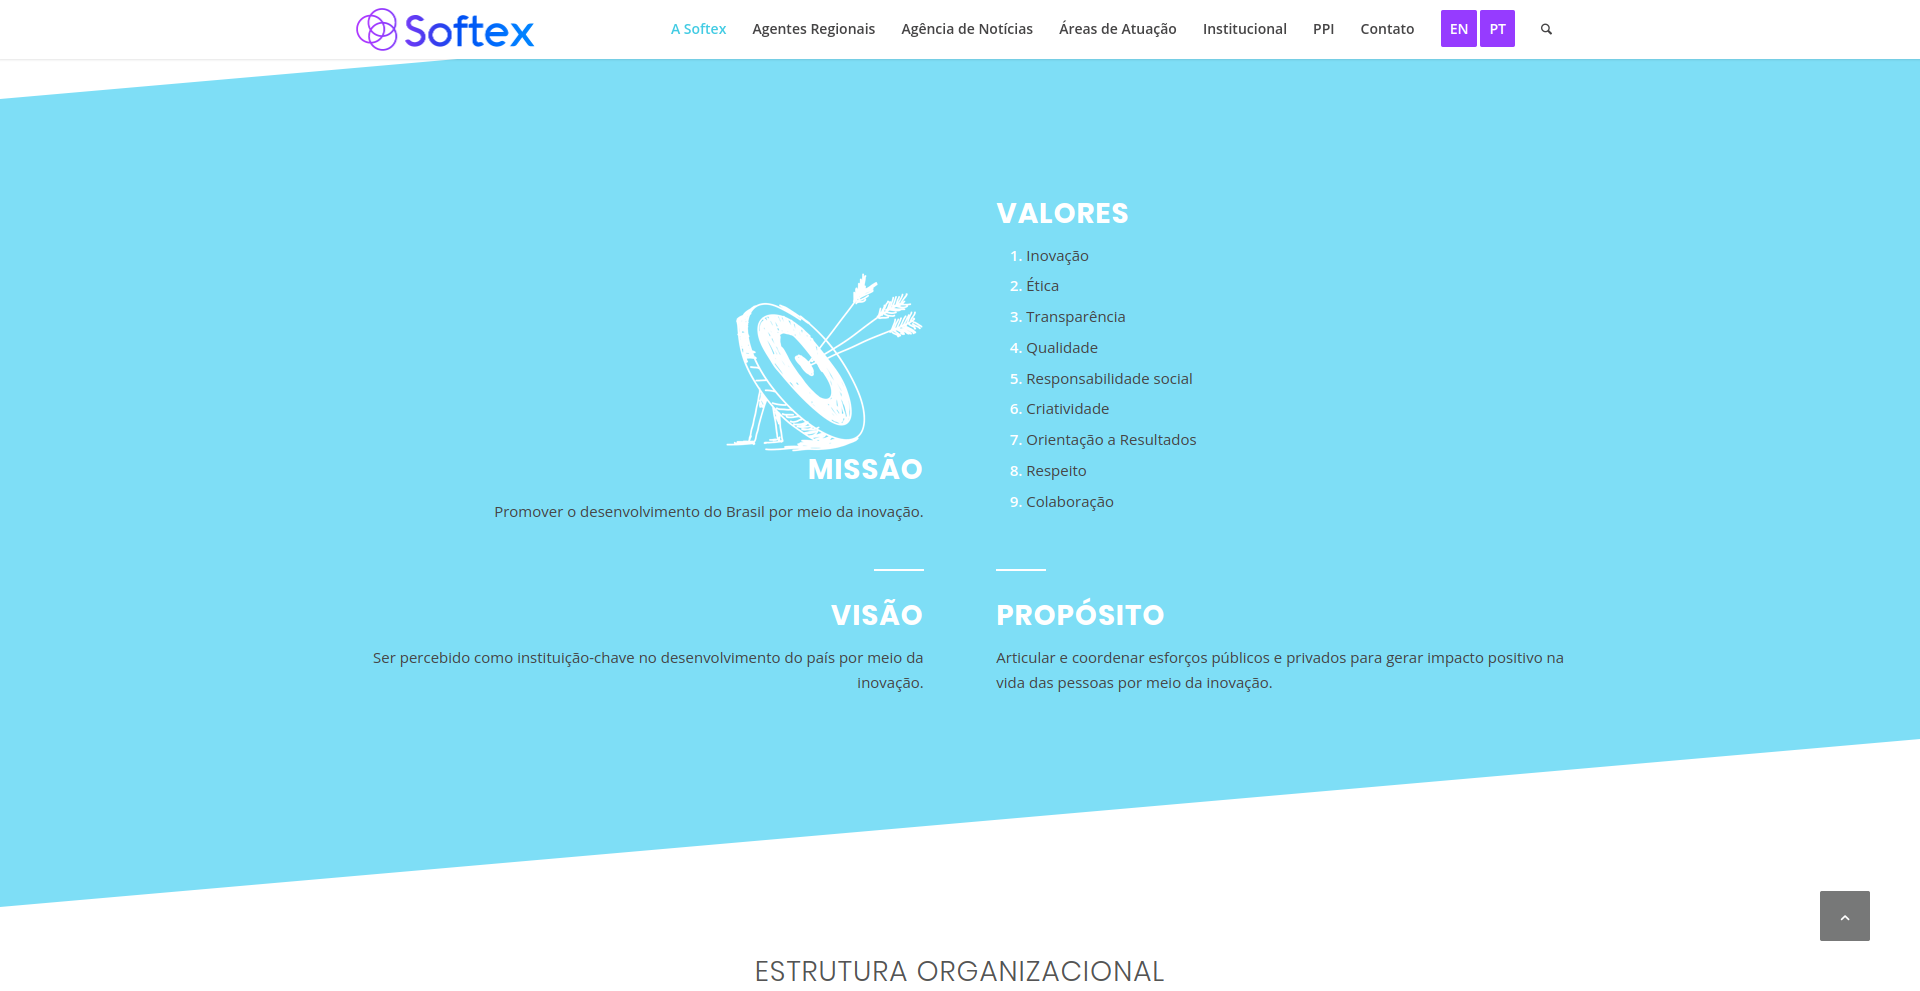 Softex
A Softex
Agentes Regionais
Agência de Notícias
Áreas de Atuação
Institucional
PPI
Contato
EN
PT
MISSÃO
Promover o desenvolvimento do Brasil por meio da inovação.
VALORES
1. Inovação
2. Ética
3. Transparência
4. Qualidade
5. Responsabilidade social
6. Criatividade
7. Orientação a Resultados
8. Respeito
9. Colaboração
VISÃO
Ser percebido como instituição-chave no desenvolvimento do país por meio da
inovação.
PROPÓSITO
Articular e coordenar esforços públicos e privados para gerar impacto positivo na
vida das pessoas por meio da inovação.
ESTRUTURA ORGANIZACIONAL